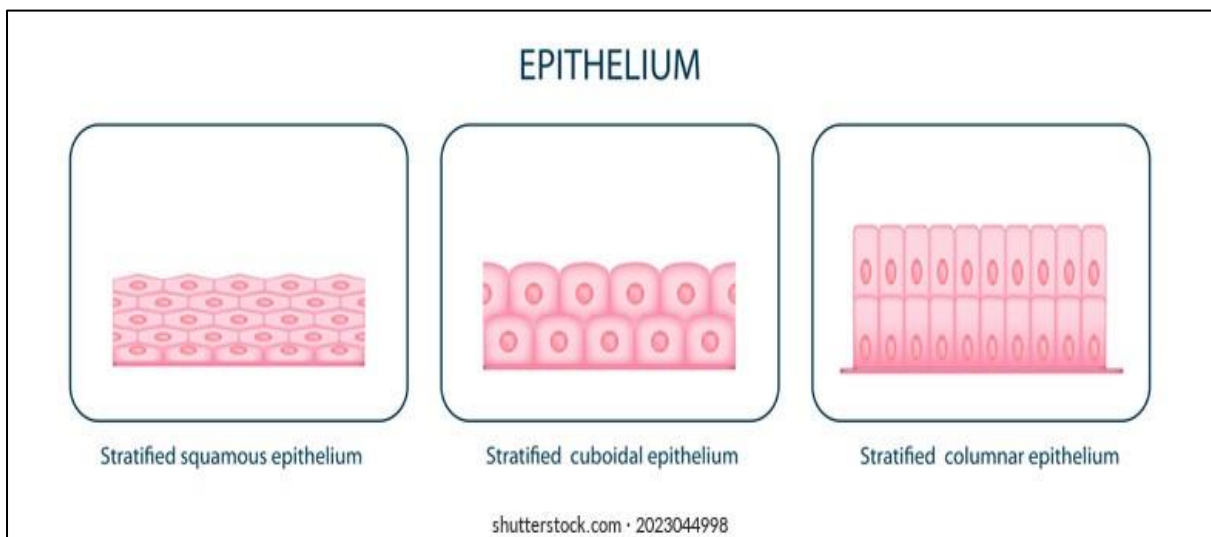 EPITHELIUM
Stratified squamous epithelium
Stratified cuboidal epithelium
Stratified columnar epithelium
shutterstock.com · 2023044998